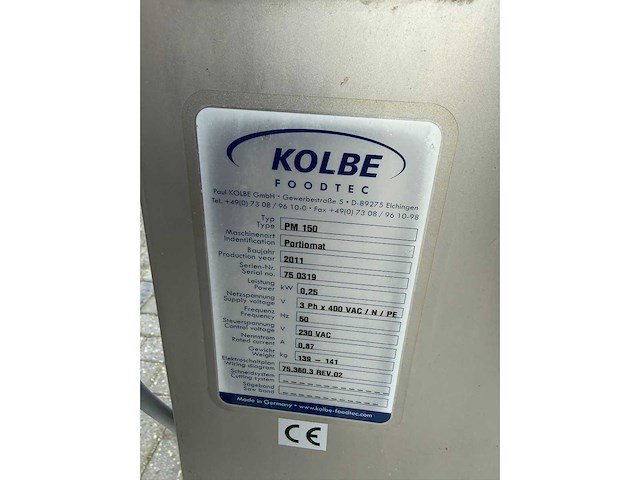 KOLBE
FOODTEC
Paul KOLBE GmbH • Gewerbestraße 5 • D-89275 Elchingen
Tel. +49(0) 73 08 / 96 10-0 • Fax +49(0) 73 08 / 96 10-98
Typ
Type PM 150
Maschinenart
Indentification Portiomat
Baujahr
Production year 2011
Serien-Nr.
Serial no. 75 0319
Leistung
Power kW 0,25
Netzspannung
Supply voltage V 3 Ph x 400 VAC / N / PE
Frequenz
Frequency Hz 50
Steuerspannung
Control voltage V 230 VAC
Nennstrom
Rated current A 0,87
Gewicht
Weight kg 139 - 141
Elektroschaltplan
Wiring diagram 75.360.3 REV.02
Schneidsystem
Cutting system
Sägeband
Saw band
Made in Germany • www.kolbe-foodtec.com
CE